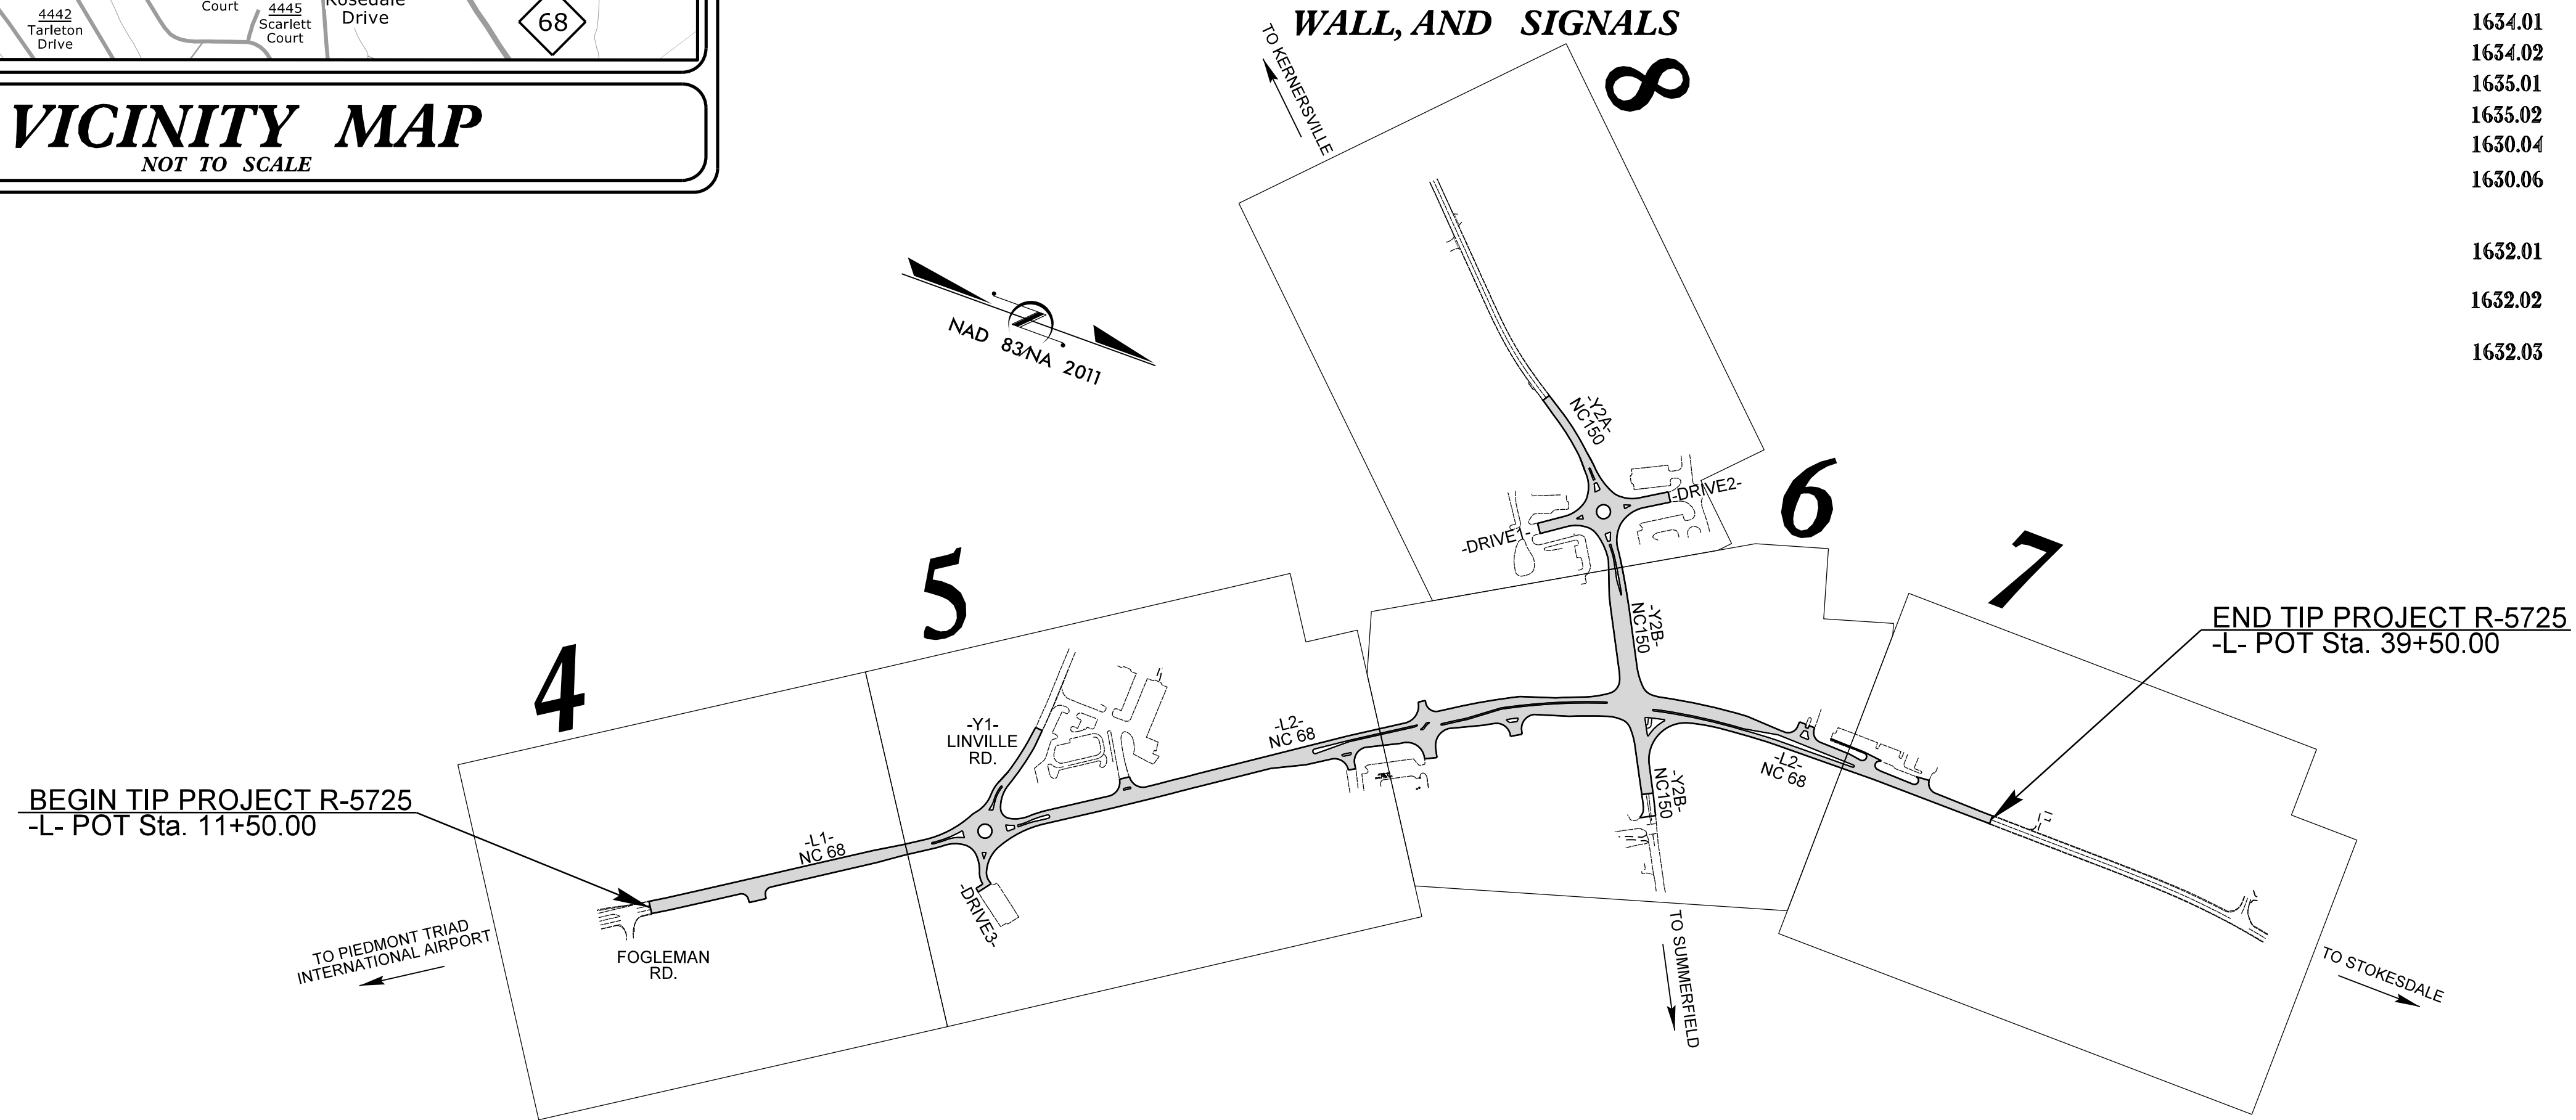 4442
Tarleton
Drive
Court
4445
Scarlett
Court
Rosedale
Drive
68
VICINITY MAP
NOT TO SCALE
WALL, AND SIGNALS
1634.01
1634.02
1635.01
1635.02
1630.04
1630.06
1632.01
1632.02
1632.03
TO KERNERSVILLE
8
NAD 83/NA 2011
-Y2A-
NC150
-DRIVE2-
-DRIVE1-
6
7
5
4
-Y2B-
NC150
END TIP PROJECT R-5725
-L- POT Sta. 39+50.00
-Y1-
LINVILLE
RD.
-L2-
NC 68
-L2-
NC 68
-Y2B-
NC150
BEGIN TIP PROJECT R-5725
-L- POT Sta. 11+50.00
-L1-
NC 68
-DRIVE3-
FOGLEMAN
RD.
TO PIEDMONT TRIAD
INTERNATIONAL AIRPORT
TO SUMMERFIELD
TO STOKESDALE